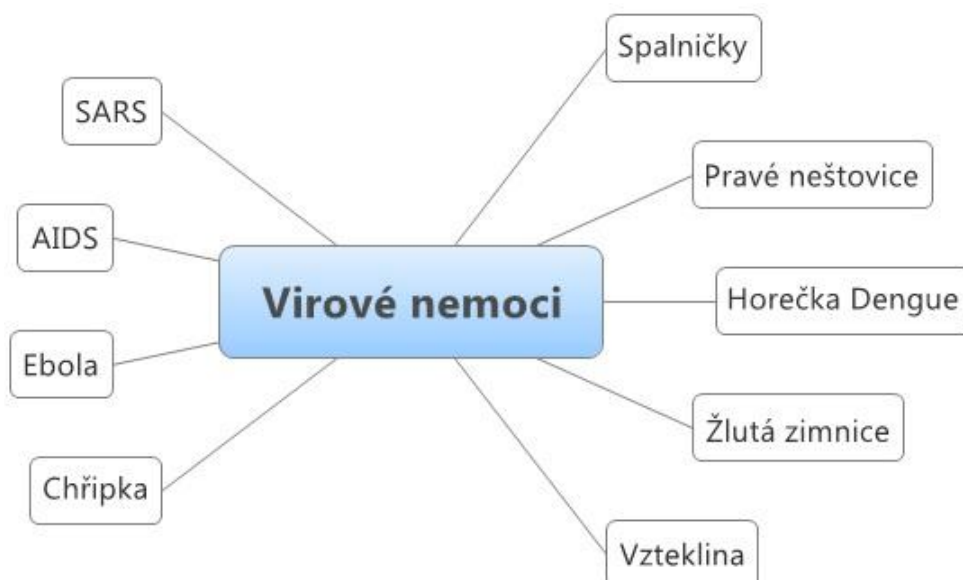 Spalničky
SARS
Pravé neštovice
AIDS
Virové nemoci
Horečka Dengue
Ebola
Žlutá zimnice
Chřipka
Vzteklina